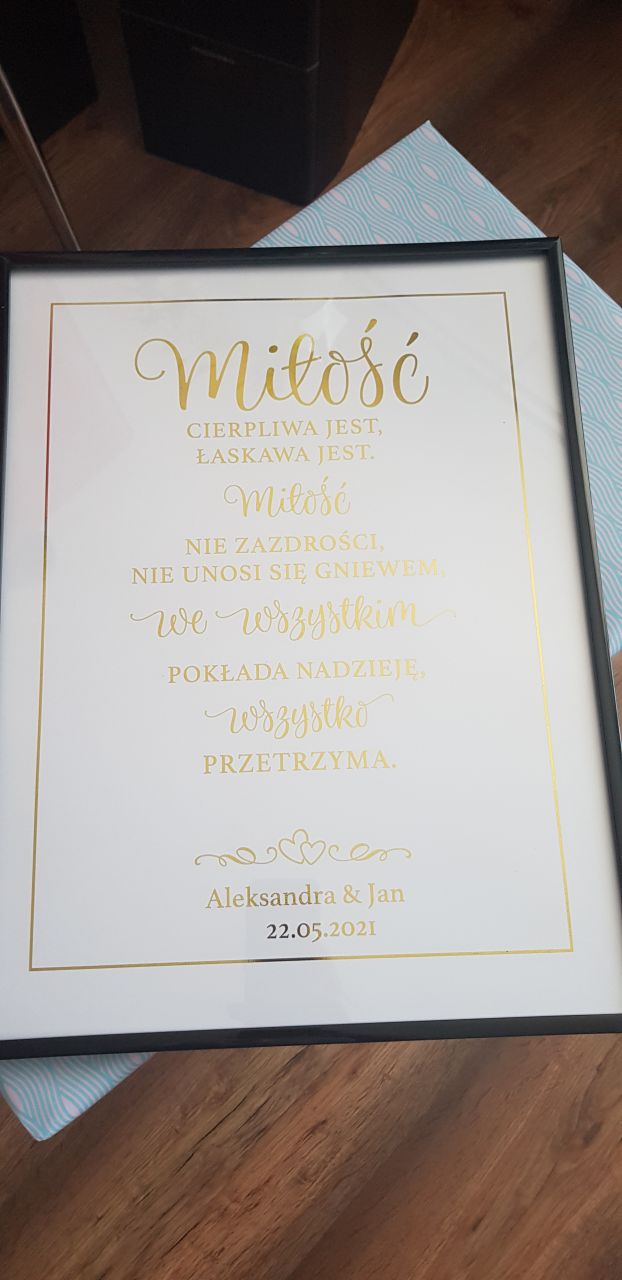 Miłość
CIERPLIWA JEST,
ŁASKAWA JEST.
Miłość
NIE ZAZDROŚCI,
NIE UNOSI SIĘ GNIEWEM,
we wszystkim
POKŁADA NADZIEJĘ,
wszystko
PRZETRZYMA.
Aleksandra & Jan
22.05.2021